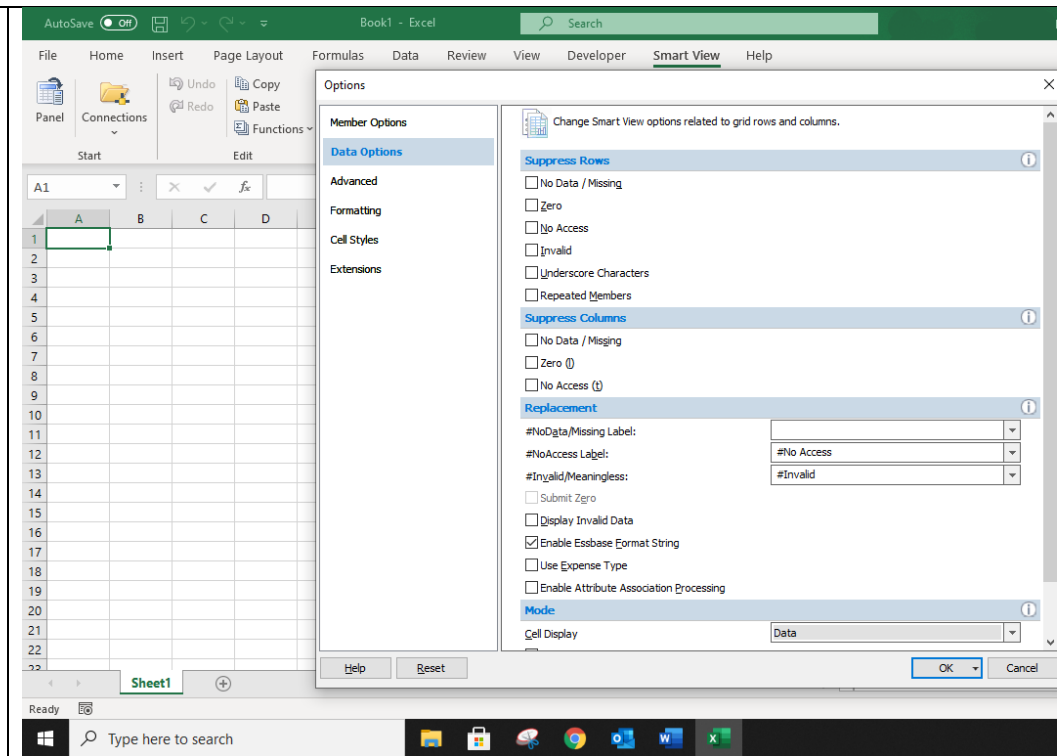 AutoSave Off Book1 - Excel Search
File Home Insert Page Layout Formulas Data Review View Developer Smart View Help
Panel
Connections
Undo
Redo
Copy
Paste
Functions
Start Edit
A1 fx
A B C D
1
2
3
4
5
6
7
8
9
10
11
12
13
14
15
16
17
18
19
20
21
22
23
Options
Member Options
Data Options
Advanced
Formatting
Cell Styles
Extensions
Change Smart View options related to grid rows and columns.
Suppress Rows
No Data / Missing
Zero
No Access
Invalid
Underscore Characters
Repeated Members
Suppress Columns
No Data / Missing
Zero (l)
No Access (t)
Replacement
#NoData/Missing Label:
#NoAccess Label: #No Access
#Invalid/Meaningless: #Invalid
Submit Zero
Display Invalid Data
Enable Essbase Format String
Use Expense Type
Enable Attribute Association Processing
Mode
Cell Display Data
Help Reset OK Cancel
Sheet1
Ready
Type here to search